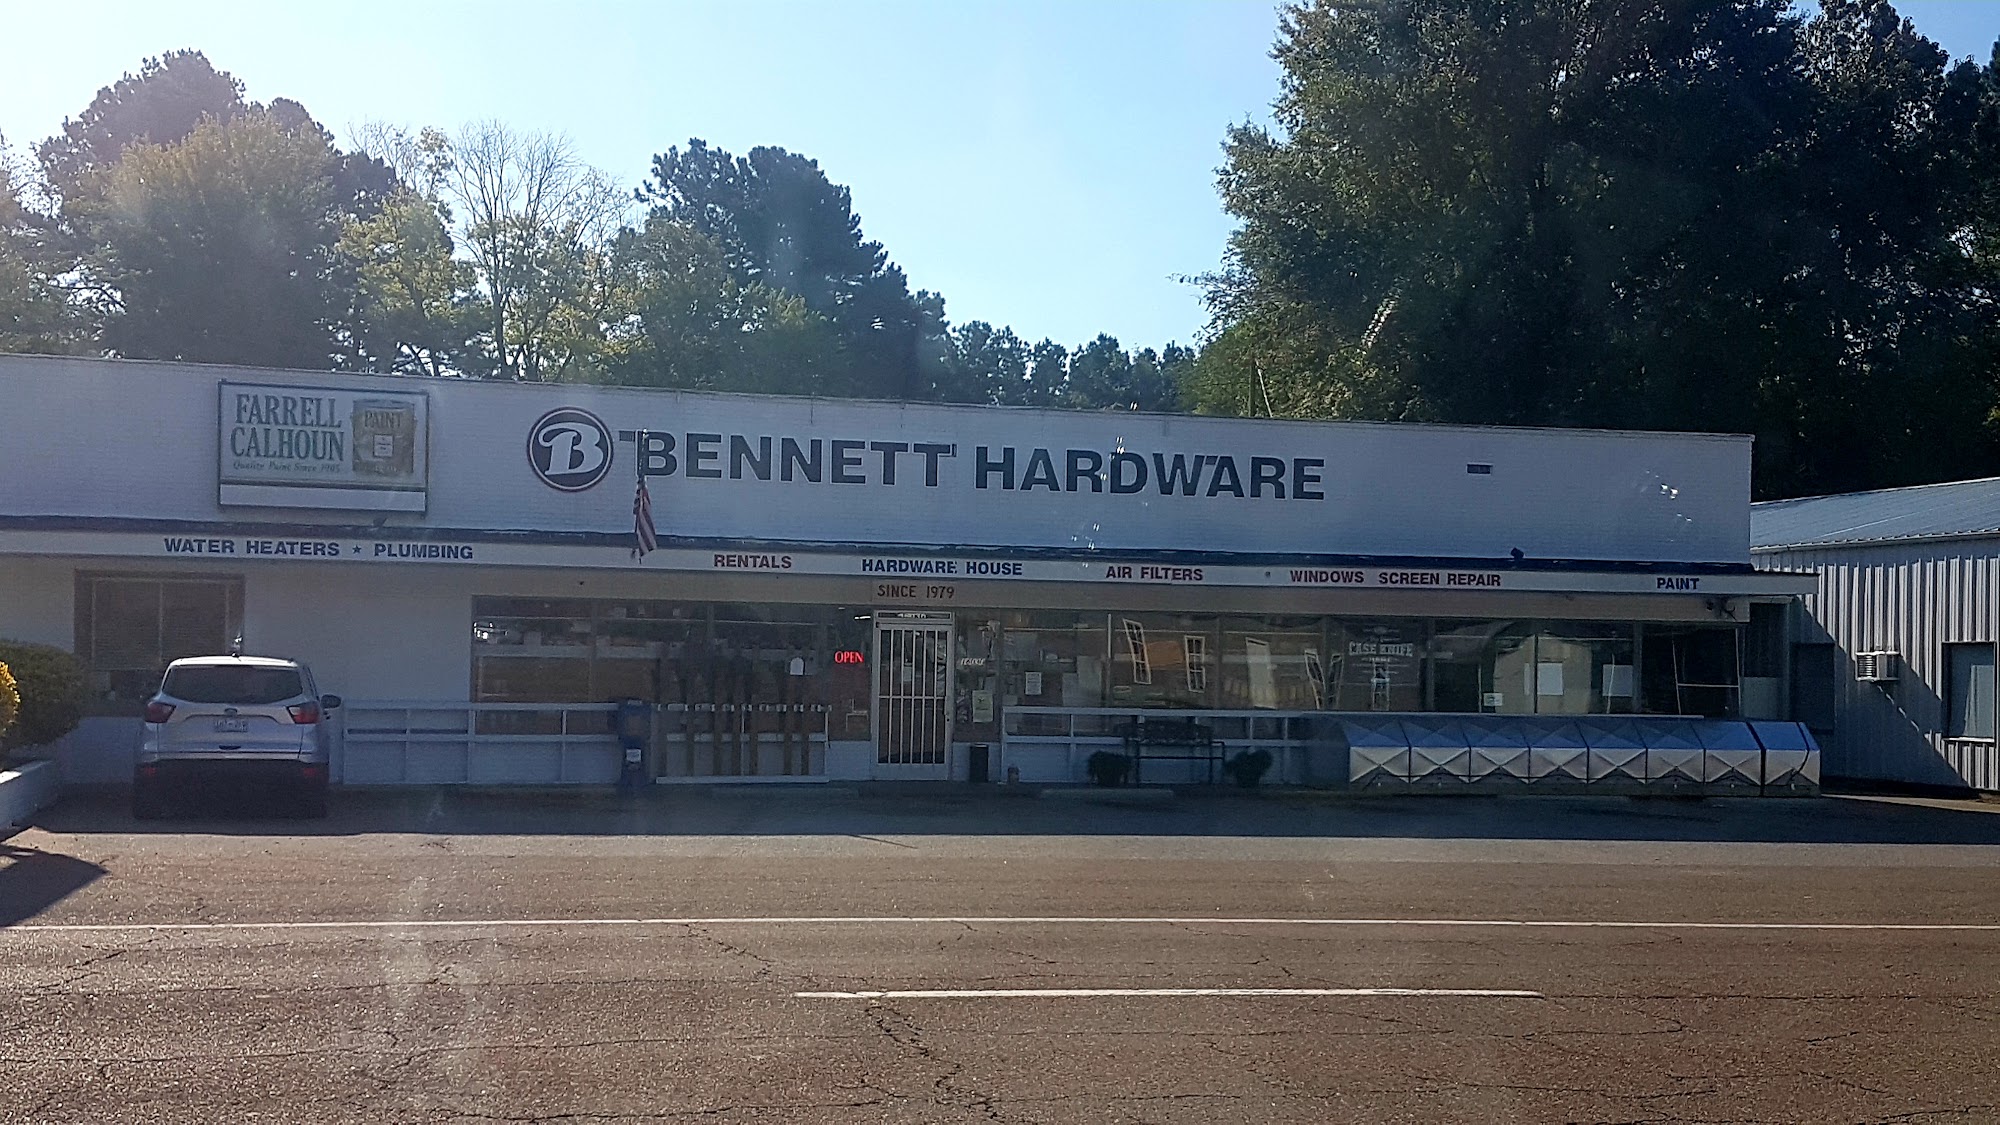 FARRELL
CALHOUN
Quality Paint Since 1905
PAINT
B
BENNETT HARDWARE
WATER HEATERS ★ PLUMBING
RENTALS
HARDWARE HOUSE
AIR FILTERS
WINDOWS SCREEN REPAIR
PAINT
SINCE 1979
OPEN
CASE KNIFE